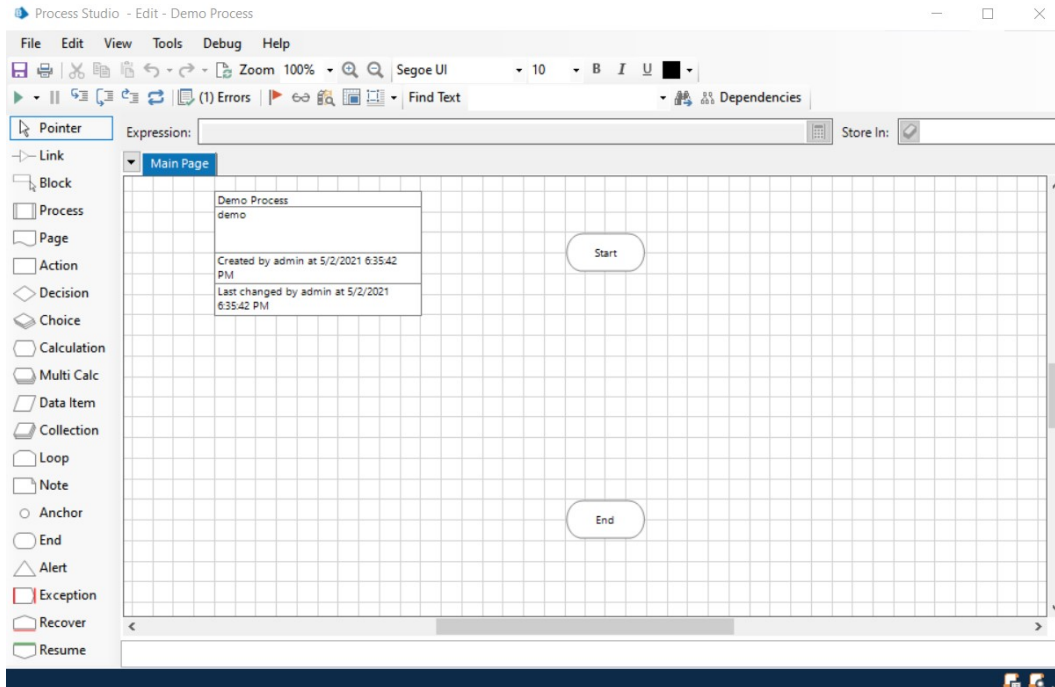 Process Studio - Edit - Demo Process
File Edit View Tools Debug Help
Zoom 100% Segoe UI 10 B I U
(1) Errors Find Text Dependencies
Pointer
Expression: Store In:
Link
Main Page
Block
Process
Page
Action
Decision
Choice
Calculation
Multi Calc
Data Item
Collection
Loop
Note
Anchor
End
Alert
Exception
Recover
Resume
Demo Process
demo
Created by admin at 5/2/2021 6:35:42
PM
Last changed by admin at 5/2/2021
6:35:42 PM
Start
End